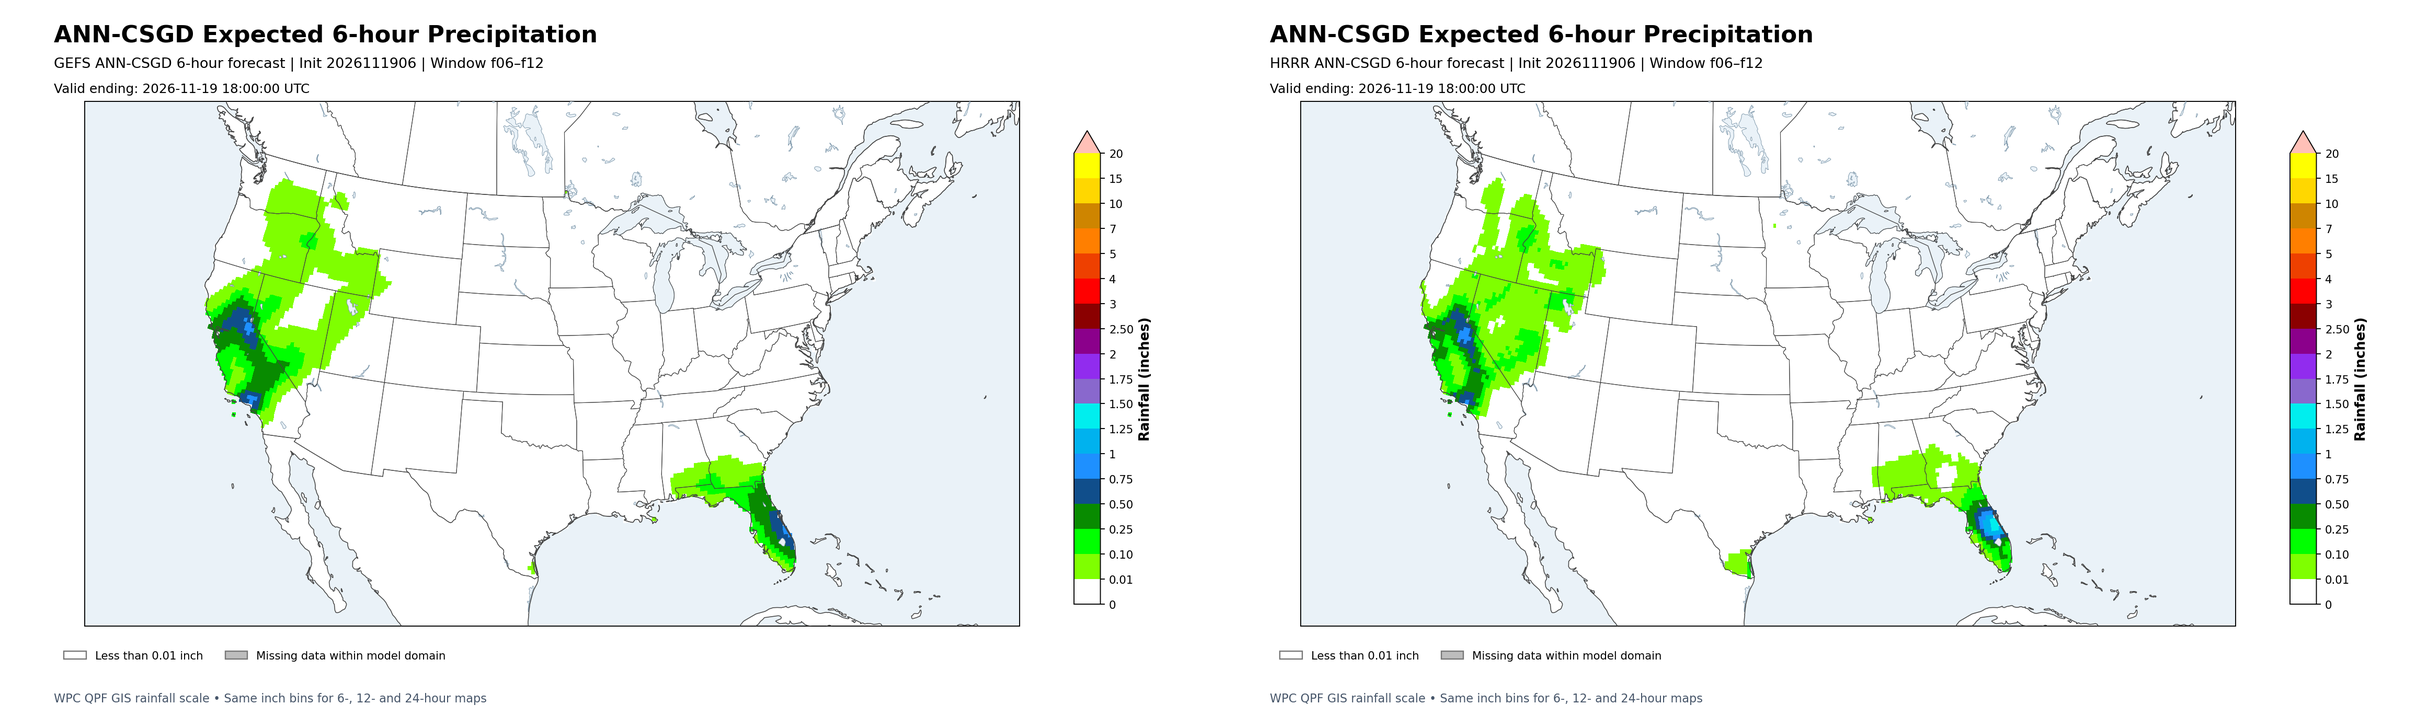 ANN-CSGD Expected 6-hour Precipitation
GEFS ANN-CSGD 6-hour forecast | Init 2026111906 | Window f06–f12
Valid ending: 2026-11-19 18:00:00 UTC
20
15
10
7
5
4
3
2.50
2
1.75
1.50
1.25
1
0.75
0.50
0.25
0.10
0.01
0
Rainfall (inches)
Less than 0.01 inch
Missing data within model domain
WPC QPF GIS rainfall scale • Same inch bins for 6-, 12- and 24-hour maps
ANN-CSGD Expected 6-hour Precipitation
HRRR ANN-CSGD 6-hour forecast | Init 2026111906 | Window f06–f12
Valid ending: 2026-11-19 18:00:00 UTC
20
15
10
7
5
4
3
2.50
2
1.75
1.50
1.25
1
0.75
0.50
0.25
0.10
0.01
0
Rainfall (inches)
Less than 0.01 inch
Missing data within model domain
WPC QPF GIS rainfall scale • Same inch bins for 6-, 12- and 24-hour maps